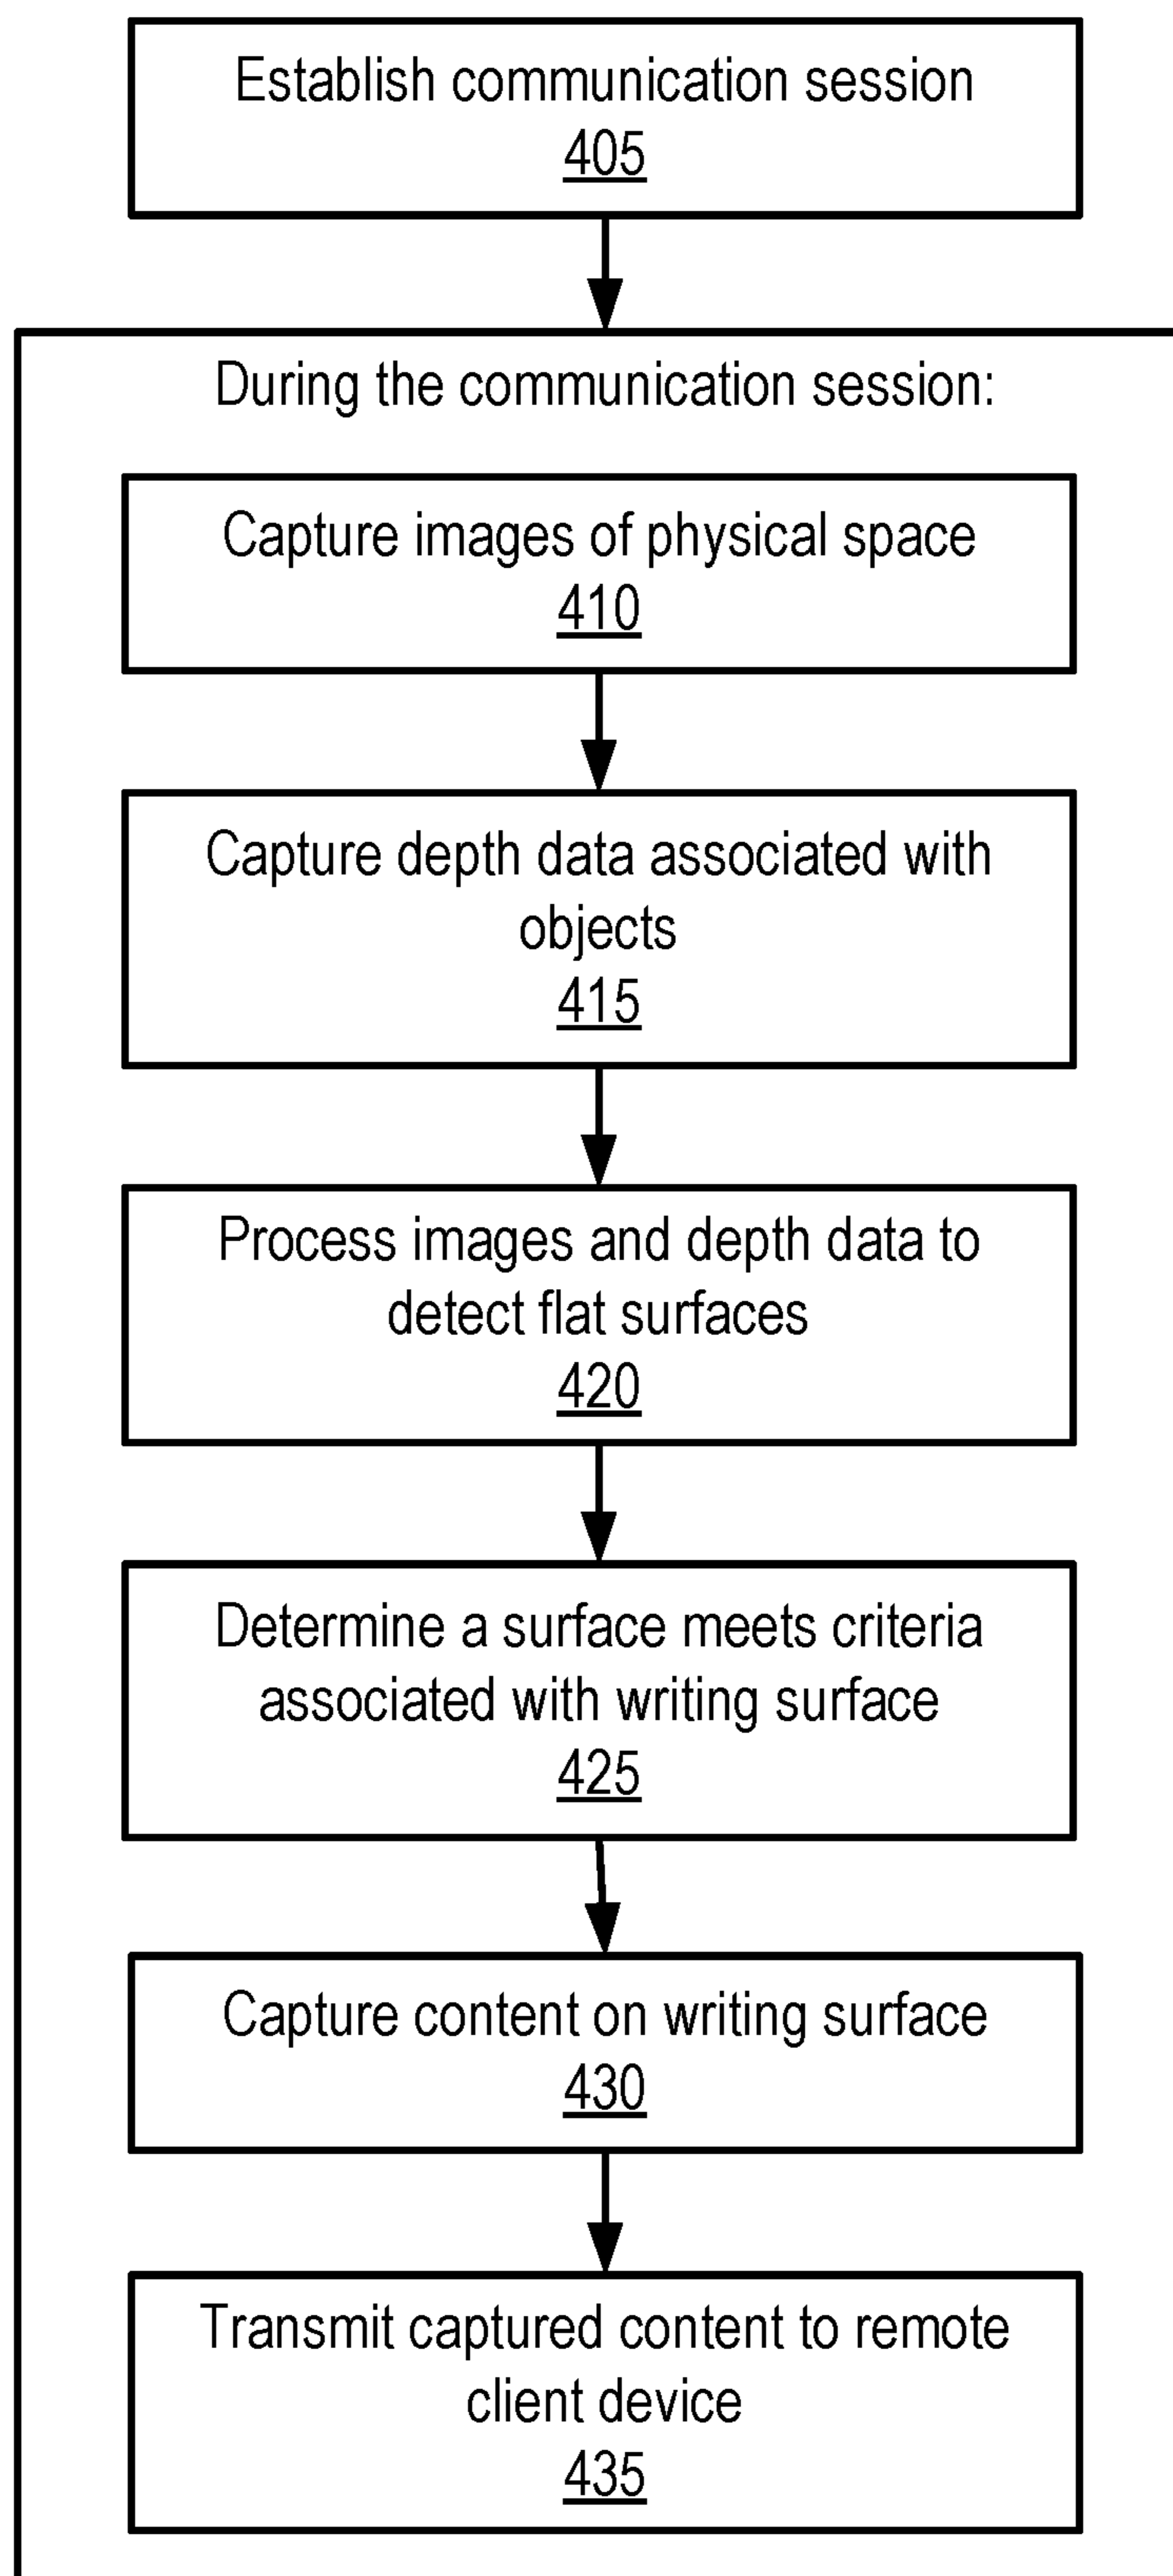 Establish communication session
405
During the communication session:
Capture images of physical space
410
Capture depth data associated with
objects
415
Process images and depth data to
detect flat surfaces
420
Determine a surface meets criteria
associated with writing surface
425
Capture content on writing surface
430
Transmit captured content to remote
client device
435